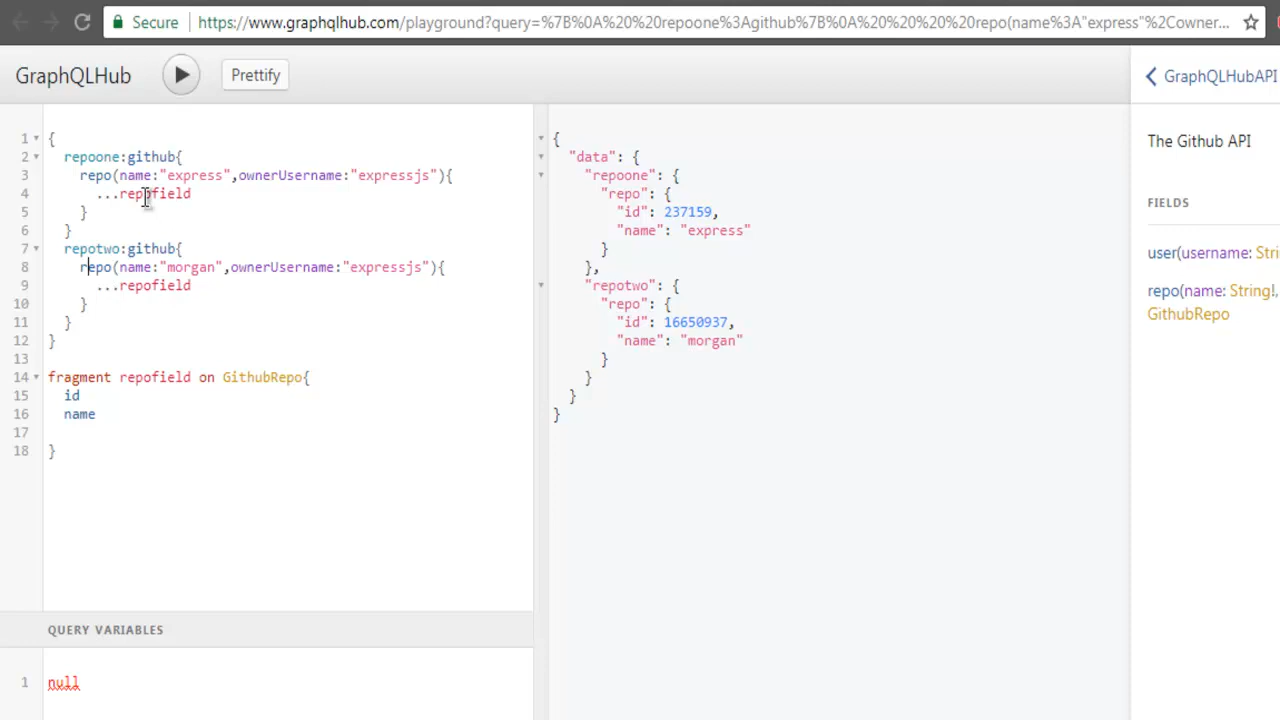 Secure https://www.graphqlhub.com/playground?query=%7B%0A%20%20repoone%3Agithub%7B%0A%20%20%20%20repo(name%3A"express"%2Cowner...
GraphQLHub Prettify GraphQLHubAPI
1 {
2 repoone:github{
3 repo(name:"express",ownerUsername:"expressjs"){
4 ...repofield
5 }
6 }
7 repotwo:github{
8 repo(name:"morgan",ownerUsername:"expressjs"){
9 ...repofield
10 }
11 }
12 }
13
14 fragment repofield on GithubRepo{
15 id
16 name
17
18 }
QUERY VARIABLES
1 null
{
"data": {
"repoone": {
"repo": {
"id": 237159,
"name": "express"
}
},
"repotwo": {
"repo": {
"id": 16650937,
"name": "morgan"
}
}
}
}
The Github API
FIELDS
user(username: Stri
repo(name: String!,
GithubRepo